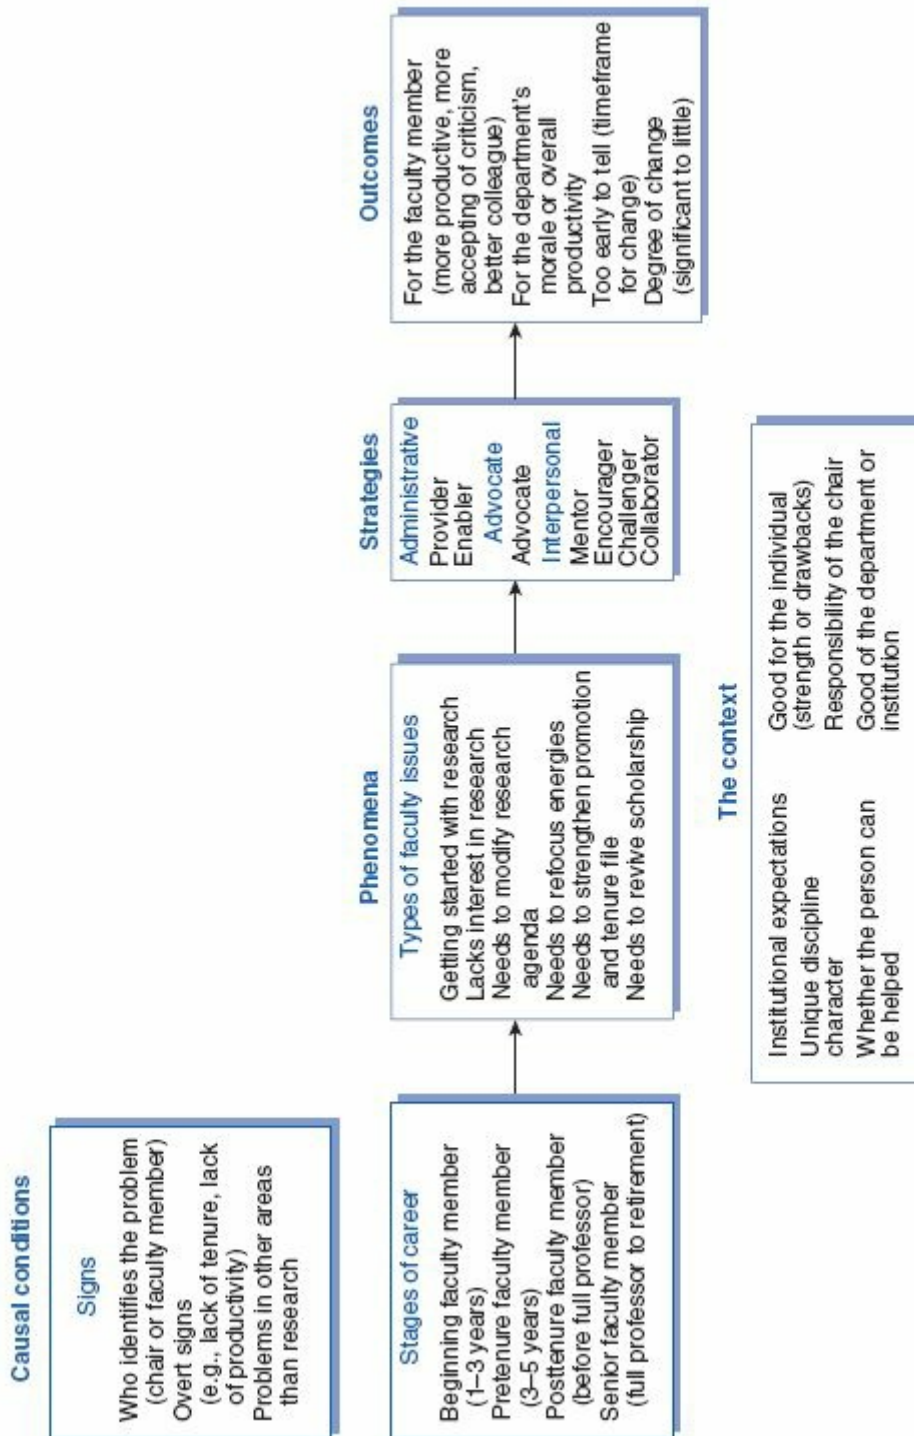 Causal conditions
Signs
Who identifies the problem
(chair or faculty member)
Overt signs
(e.g., lack of tenure, lack
of productivity)
Problems in other areas
than research
Stages of career
Beginning faculty member
(1–3 years)
Pretenure faculty member
(3–5 years)
Posttenure faculty member
(before full professor)
Senior faculty member
(full professor to retirement)
Phenomena
Types of faculty issues
Getting started with research
Lacks interest in research
Needs to modify research
agenda
Needs to refocus energies
Needs to strengthen promotion
and tenure file
Needs to revive scholarship
Strategies
Administrative
Provider
Enabler
Advocate
Advocate
Interpersonal
Mentor
Encourager
Challenger
Collaborator
Outcomes
For the faculty member
(more productive, more
accepting of criticism,
better colleague)
For the department's
morale or overall
productivity
Too early to tell (timeframe
for change)
Degree of change
(significant to little)
The context
Institutional expectations
Unique discipline
character
Whether the person can
be helped
Good for the individual
(strength or drawbacks)
Responsibility of the chair
Good of the department or
institution